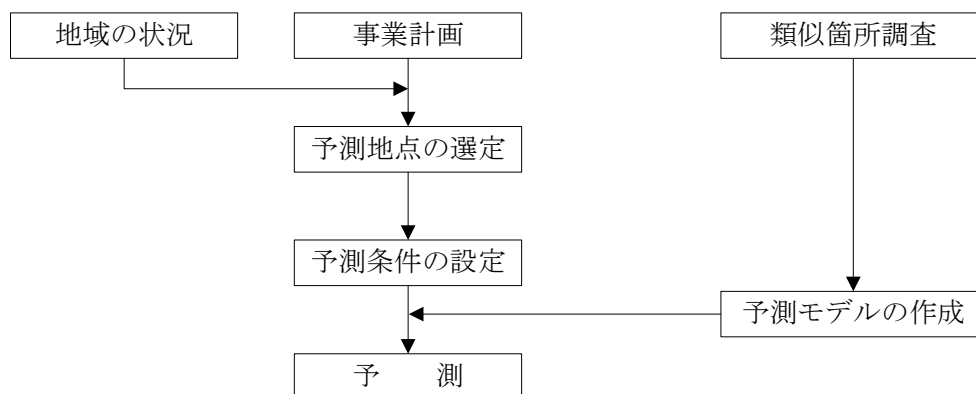 地域の状況
事業計画
類似箇所調査
予測地点の選定
予測条件の設定
予測モデルの作成
予　　測